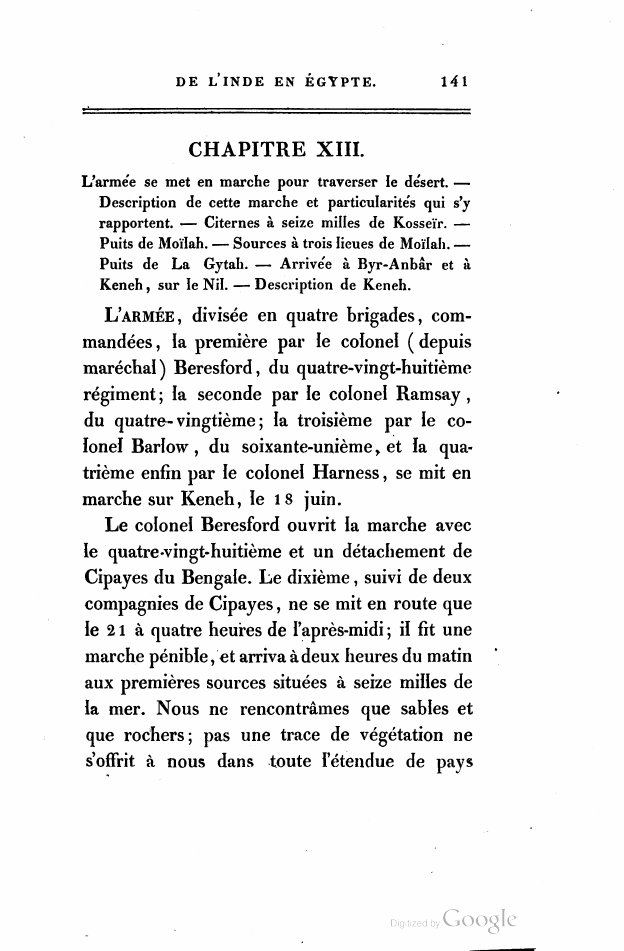 DE L'INDE EN ÉGYPTE. 141
CHAPITRE XIII.
L'armée se met en marche pour traverser le désert. —
Description de cette marche et particularités qui s'y
rapportent. — Citernes à seize milles de Kosseïr. —
Puits de Moïlah. — Sources à trois lieues de Moïlah. —
Puits de La Gytah. — Arrivée à Byr-Anbâr et à
Keneh, sur le Nil. — Description de Keneh.
L'ARMÉE, divisée en quatre brigades, com-
mandées, la première par le colonel (depuis
maréchal) Beresford, du quatre-vingt-huitième
régiment; la seconde par le colonel Ramsay,
du quatre-vingtième; la troisième par le co-
lonel Barlow, du soixante-unième, et la qua-
trième enfin par le colonel Harness, se mit en
marche sur Keneh, le 18 juin.
Le colonel Beresford ouvrit la marche avec
le quatre-vingt-huitième et un détachement de
Cipayes du Bengale. Le dixième, suivi de deux
compagnies de Cipayes, ne se mit en route que
le 21 à quatre heures de l'après-midi; il fit une
marche pénible, et arriva à deux heures du matin
aux premières sources situées à seize milles de
la mer. Nous ne rencontrâmes que sables et
que rochers; pas une trace de végétation ne
s'offrit à nous dans toute l'étendue de pays
Digitized by Google